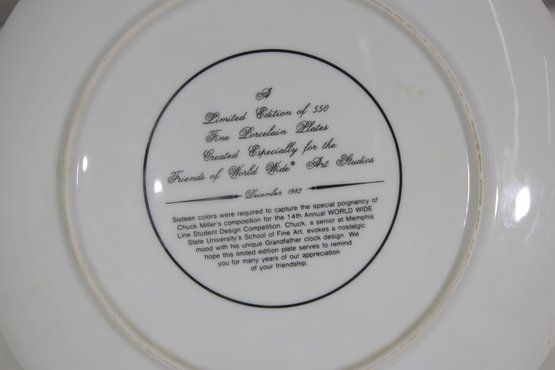 A
Limited Edition of 550
Fine Porcelain Plates
Created Especially for the
Friends of World Wide® Art Studios
December 1982
Sixteen colors were required to capture the special poignancy of
Chuck Miller's composition for the 14th Annual WORLD WIDE
Line Student Design Competition. Chuck, a senior at Memphis
State University's School of Fine Art, evokes a nostalgic
mood with his unique Grandfather clock design. We
hope this limited edition plate serves to remind
you for many years of our appreciation
of your friendship.